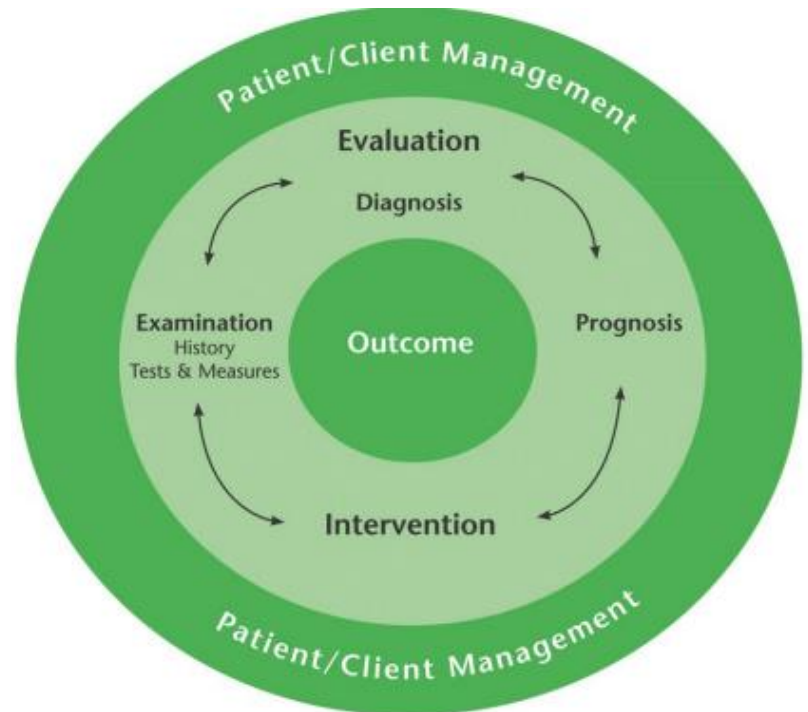 Patient/Client Management
Evaluation
Diagnosis
Examination
History
Tests & Measures
Outcome
Prognosis
Intervention
Patient/Client Management